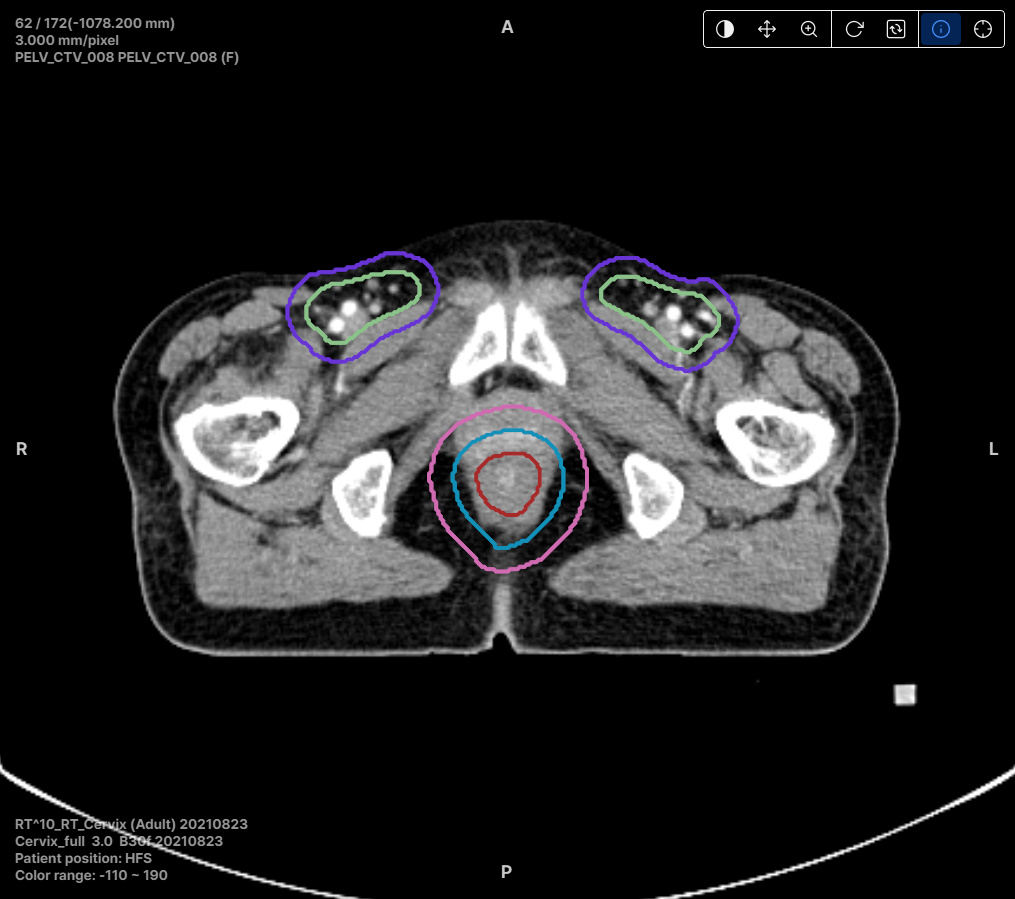 62 / 172(-1078.200 mm)
3.000 mm/pixel
PELV_CTV_008 PELV_CTV_008 (F)
A
R
L
RT^10_RT_Cervix (Adult) 20210823
Cervix_full 3.0 B30f 20210823
Patient position: HFS
Color range: -110 ~ 190
P